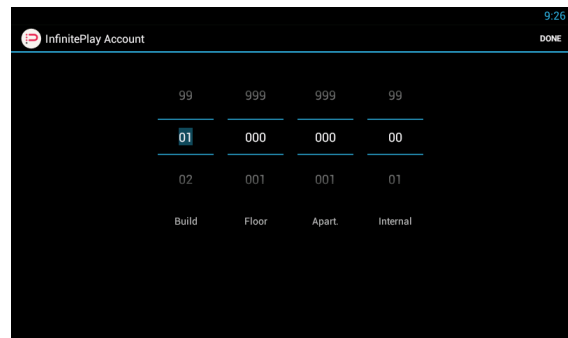 9:26
InfinitePlay Account DONE
99 999 999 99
01 000 000 00
02 001 001 01
Build Floor Apart. Internal